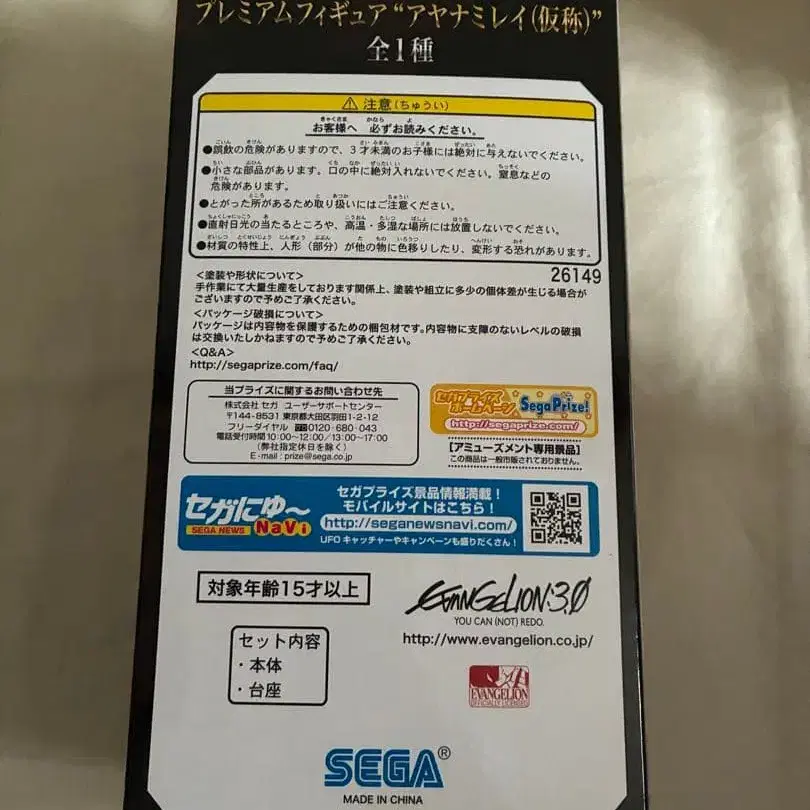 プレミアムフィギュア“アヤナミレイ(仮称)”
全1種
⚠ 注意(ちゅうい)
お客様へ 必ずお読みください。
●誤飲の危険がありますので、3才未満のお子様には絶対に与えないでください。
●小さな部品があります。口の中に絶対入れないでください。窒息などの
危険があります。
●とがった所があるため取り扱いにはご注意ください。
●直射日光の当たるところや、高温・多湿な場所には放置しないでください。
●材質の特性上、人形(部分)が他の物に色移りしたり、変形する恐れがあります。
26149
<塗装や形状について>
手作業にて大量生産をしております関係上、塗装や組立に多少の個体差が生じる場合が
ございますので予めご了承ください。
<パッケージ破損について>
パッケージは内容物を保護するための梱包材です。内容物に支障のないレベルの破損
は交換いたしかねますので予めご了承ください。
<Q&A>
http://segaprize.com/faq/
当プライズに関するお問い合わせ先
株式会社 セガ ユーザーサポートセンター
〒144-8531 東京都大田区羽田1-2-12
フリーダイヤル 0120-680-043
電話受付時間 10:00〜12:00/13:00〜17:00
(弊社指定休日を除く)
E-mail : prize@sega.co.jp
セガプライズ
ホームページ
SegaPrize!
http://segaprize.com/
[アミューズメント専用景品]
この商品は一般市販されておりません。
セガにゅ〜
SEGA NEWS NaVi
セガプライズ景品情報満載!
モバイルサイトはこちら!
http://seganewsnavi.com/
UFOキャッチャーやキャンペーンも盛りだくさん!
対象年齢15才以上
EVANGELION:3.0
YOU CAN (NOT) REDO.
http://www.evangelion.co.jp/
セット内容
・本体
・台座
EVANGELION
OFFICIALLY LICENSED
SEGA®
MADE IN CHINA